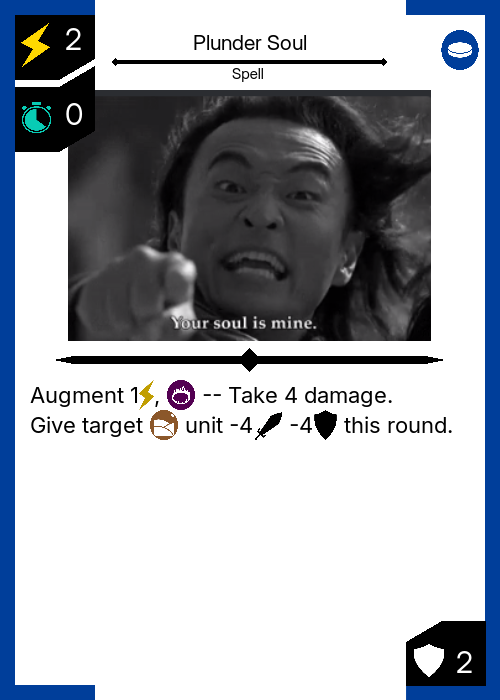 2
Plunder Soul
Spell
0
Your soul is mine.
Augment 1, -- Take 4 damage.
Give target unit -4 -4 this round.
2